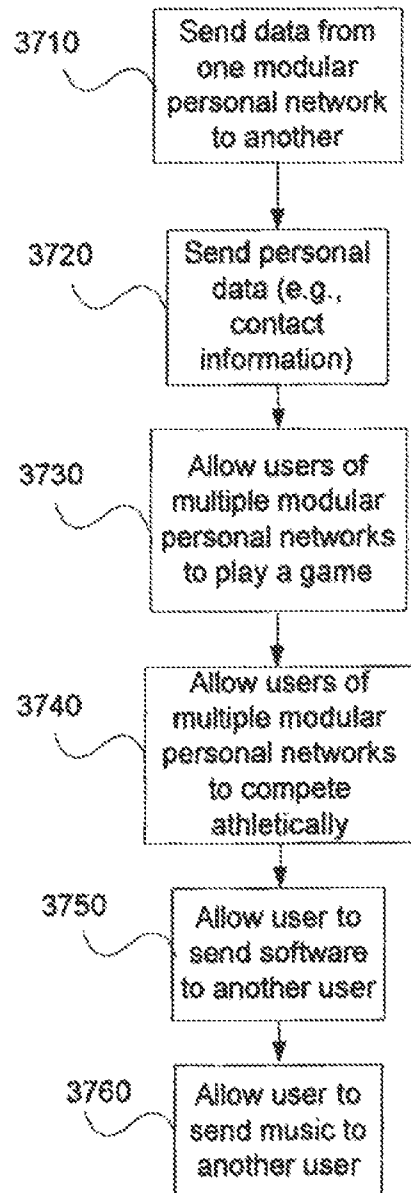 3710
Send data from
one modular
personal network
to another
3720
Send personal
data (e.g.,
contact
information)
3730
Allow users of
multiple modular
personal networks
to play a game
3740
Allow users of
multiple modular
personal networks
to compete
athletically
3750
Allow user to
send software
to another user
3760
Allow user to
send music to
another user